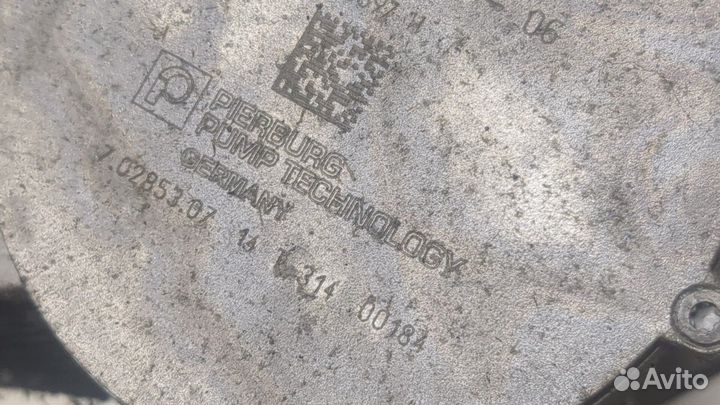 06
PIERBURG
PUMP TECHNOLOGY
GERMANY
7.02853.07 14 314 00184
Avito